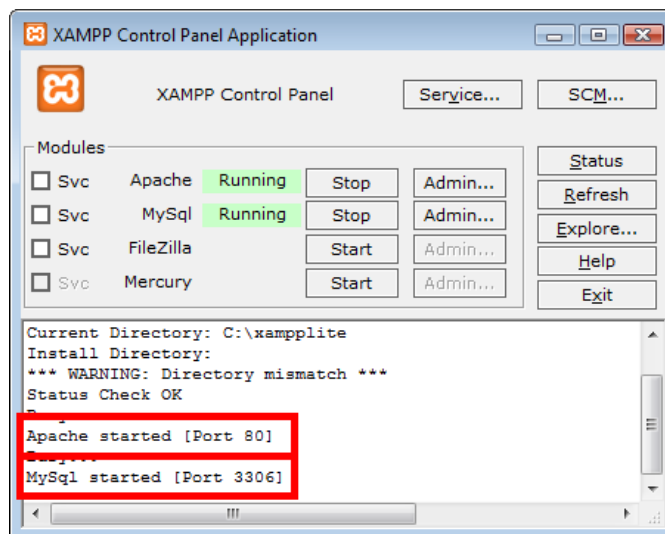 XAMPP Control Panel Application
XAMPP Control Panel Service... SCM...
Modules
Svc Apache Running Stop Admin...
Svc MySql Running Stop Admin...
Svc FileZilla Start Admin...
Svc Mercury Start Admin...
Status
Refresh
Explore...
Help
Exit
Current Directory: C:\xampplite
Install Directory:
*** WARNING: Directory mismatch ***
Status Check OK
Apache started [Port 80]
MySql started [Port 3306]